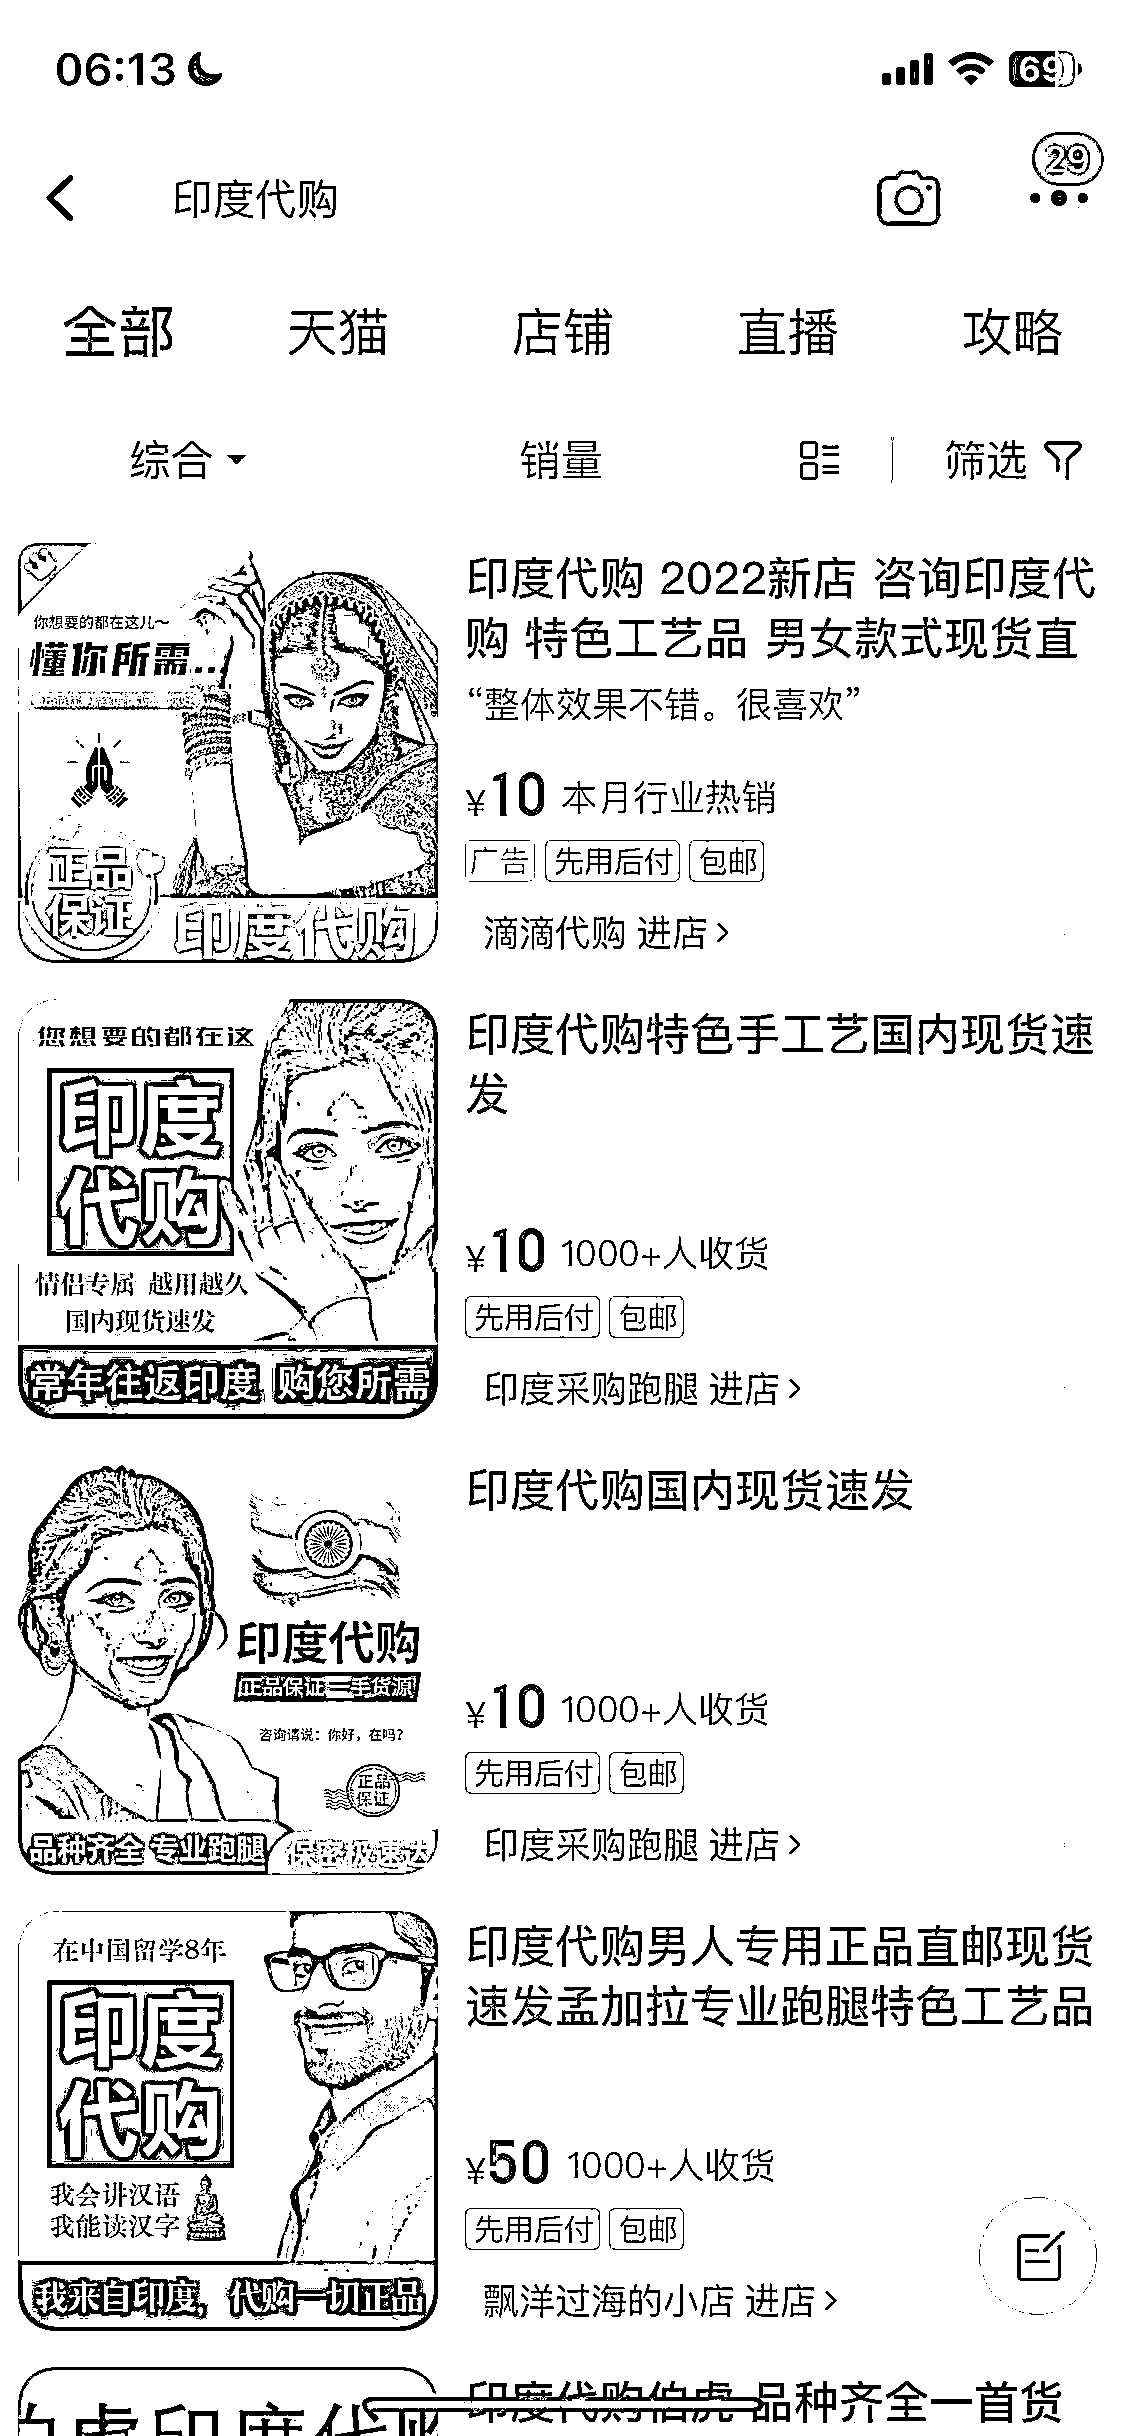 06:13
69
29
印度代购
全部 天猫 店铺 直播 攻略
综合 销量 筛选
你想要的都在这儿～
懂你所需...
正品
保证
印度代购
印度代购 2022新店 咨询印度代
购 特色工艺品 男女款式现货直
“整体效果不错。很喜欢”
¥10 本月行业热销
广告 先用后付 包邮
滴滴代购 进店
您想要的都在这
印度
代购
情侣专属 越用越久
国内现货速发
常年往返印度 购您所需
印度代购特色手工艺国内现货速
发
¥10 1000+人收货
先用后付 包邮
印度采购跑腿 进店
印度代购
正品保证 手货源
咨询请说：你好，在吗？
正品
保证
品种齐全 专业跑腿
保密极速达
印度代购国内现货速发
¥10 1000+人收货
先用后付 包邮
印度采购跑腿 进店
在中国留学8年
印度
代购
我会讲汉语
我能读汉字
我来自印度，代购一切正品
印度代购男人专用正品直邮现货
速发孟加拉专业跑腿特色工艺品
¥50 1000+人收货
先用后付 包邮
飘洋过海的小店 进店
印度代购伯虎 品种齐全一首货